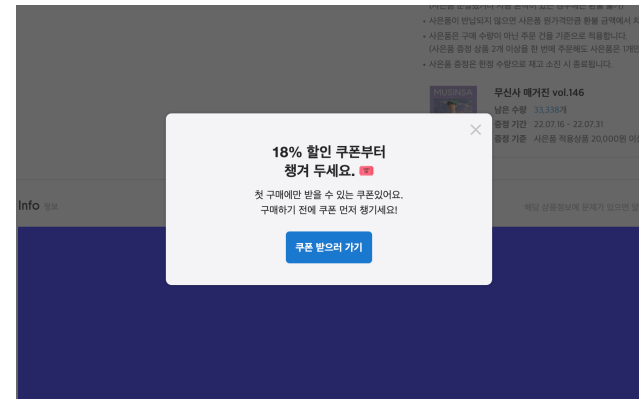 • 사은품이 반납되지 않으면 사은품 원가격만큼 환불 금액에서 차
• 사은품은 구매 수량이 아닌 주문 건을 기준으로 적용합니다.
(사은품 증정 상품 2개 이상을 한 번에 주문해도 사은품은 1개만
• 사은품 증정은 한정 수량으로 재고 소진 시 종료됩니다.
MUSINSA
무신사 매거진 vol.146
남은 수량 33,338개
증정 기간 22.07.16 ~ 22.07.31
증정 기준 사은품 적용상품 20,000원 이상
18% 할인 쿠폰부터
챙겨 두세요.
첫 구매에만 받을 수 있는 쿠폰있어요.
구매하기 전에 쿠폰 먼저 챙기세요!
쿠폰 받으러 가기
Info 정보
해당 상품정보에 문제가 있으면 알